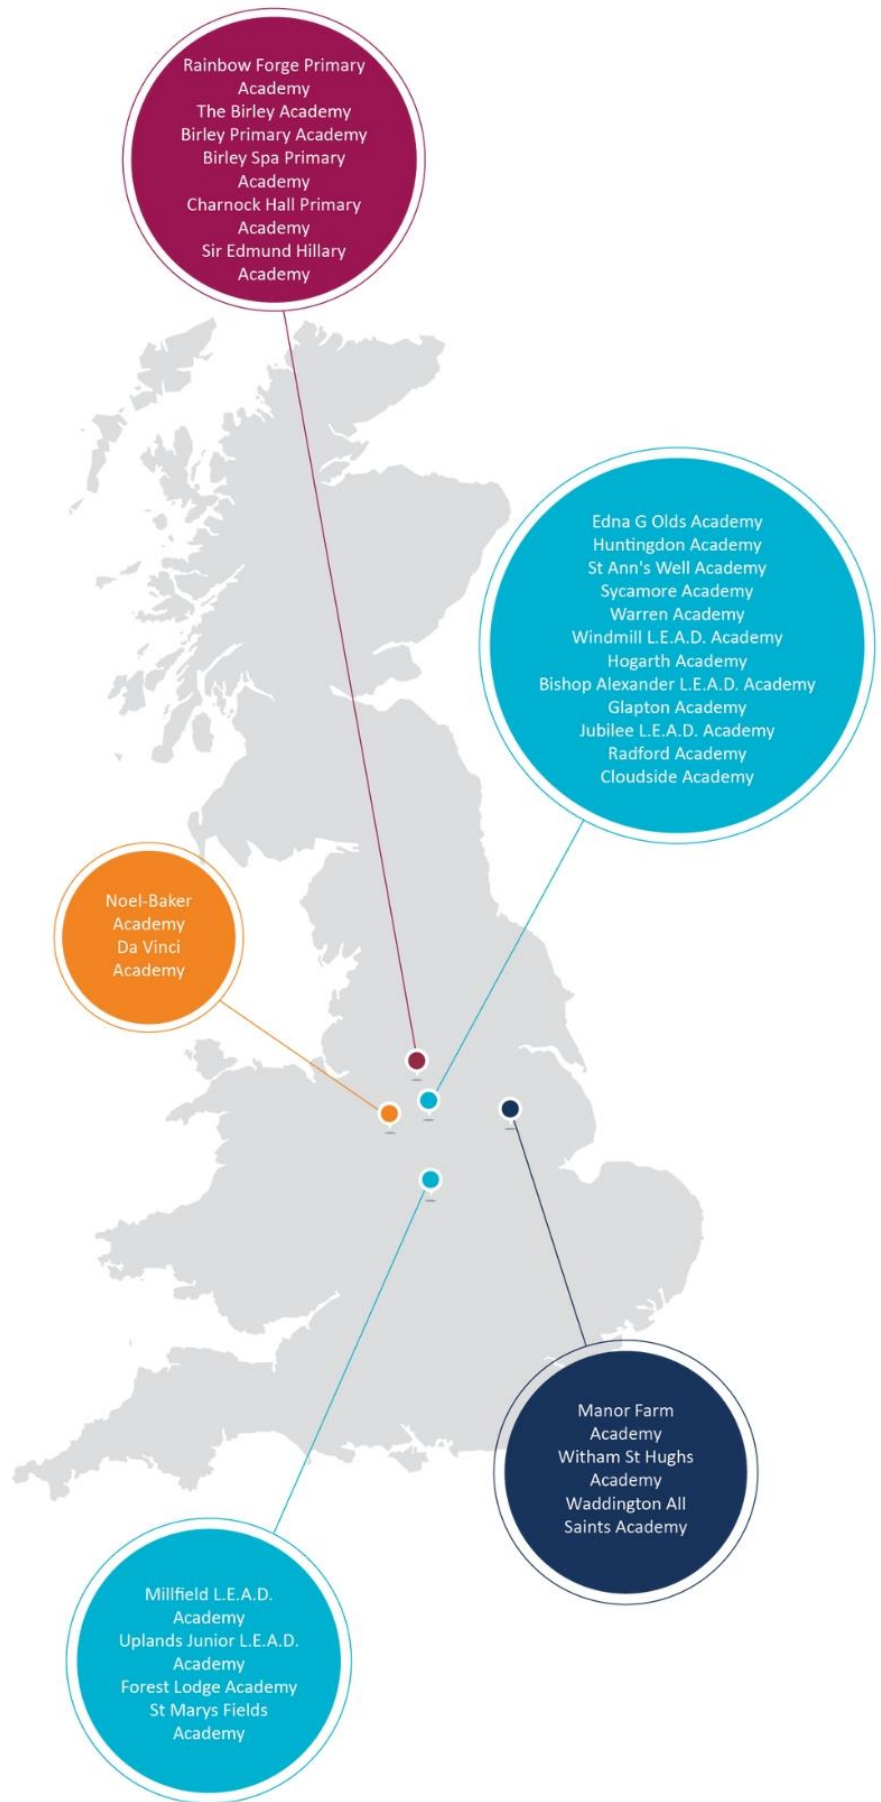 Rainbow Forge Primary
Academy
The Birley Academy
Birley Primary Academy
Birley Spa Primary
Academy
Charnock Hall Primary
Academy
Sir Edmund Hillary
Academy
Edna G Olds Academy
Huntingdon Academy
St Ann's Well Academy
Sycamore Academy
Warren Academy
Windmill L.E.A.D. Academy
Hogarth Academy
Bishop Alexander L.E.A.D. Academy
Glapton Academy
Jubilee L.E.A.D. Academy
Radford Academy
Cloudside Academy
Noel-Baker
Academy
Da Vinci
Academy
Manor Farm
Academy
Witham St Hughs
Academy
Waddington All
Saints Academy
Millfield L.E.A.D.
Academy
Uplands Junior L.E.A.D.
Academy
Forest Lodge Academy
St Marys Fields
Academy